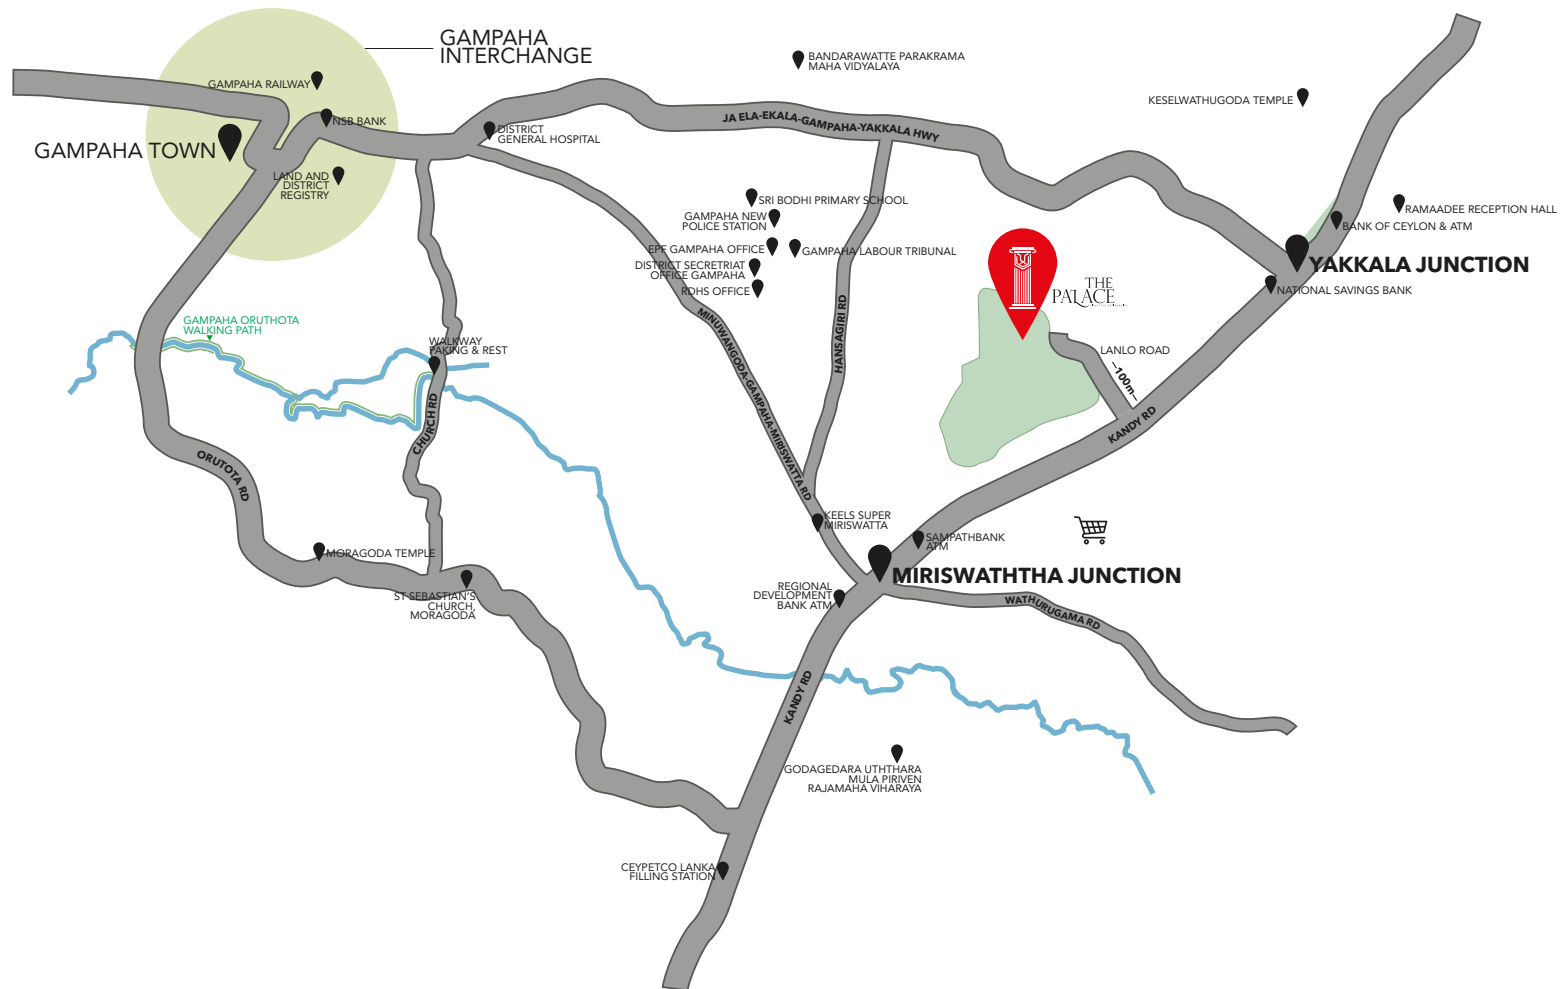 GAMPAHA
INTERCHANGE
GAMPAHA RAILWAY
NSB BANK
GAMPAHA TOWN
LAND AND
DISTRICT
REGISTRY
DISTRICT
GENERAL HOSPITAL
BANDARAWATTE PARAKRAMA
MAHA VIDYALAYA
JA ELA-EKALA-GAMPAHA-YAKKALA HWY
KESELWATHUGODA TEMPLE
RAMAADEE RECEPTION HALL
BANK OF CEYLON & ATM
YAKKALA JUNCTION
NATIONAL SAVINGS BANK
SRI BODHI PRIMARY SCHOOL
GAMPAHA NEW
POLICE STATION
EPF GAMPAHA OFFICE
GAMPAHA LABOUR TRIBUNAL
DISTRICT SECRETRIAT
OFFICE GAMPAHA
RDHS OFFICE
THE
PALACE
HANSAGIRI RD
MINUWANGODA-GAMPAHA-MIRISWATTA RD
LANLO ROAD
~100m~
KANDY RD
GAMPAHA ORUTHOTA
WALKING PATH
WALKWAY
PAKING & REST
CHURCH RD
ORUTOTA RD
MORAGODA TEMPLE
ST SEBASTIAN'S
CHURCH,
MORAGODA
KEELS SUPER
MIRISWATTA
SAMPATHBANK
ATM
MIRISWATHTHA JUNCTION
REGIONAL
DEVELOPMENT
BANK ATM
WATHURUGAMA RD
KANDY RD
GODAGEDARA UTHTHARA
MULA PIRIVEN
RAJAMAHA VIHARAYA
CEYPETCO LANKA
FILLING STATION